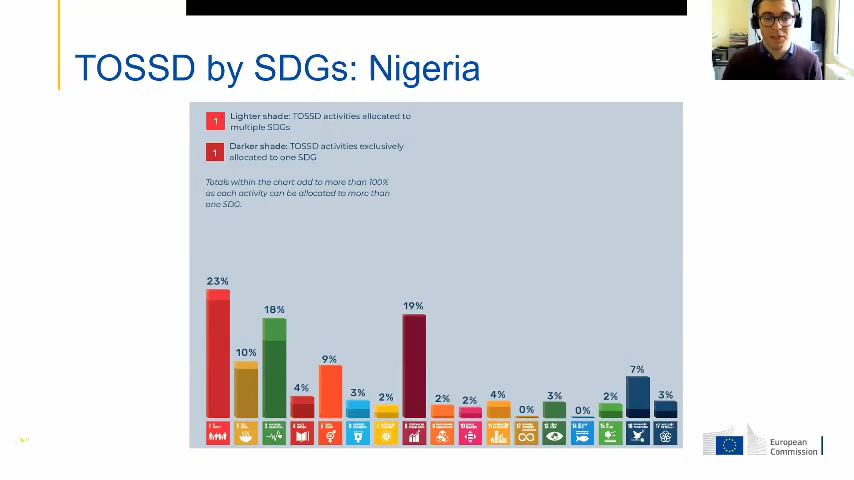 TOSSD by SDGs: Nigeria
1 Lighter shade: TOSSD activities allocated to
multiple SDGs
1 Darker shade: TOSSD activities exclusively
allocated to one SDG
Totals within the chart add to more than 100%
as each activity can be allocated to more than
one SDG.
23% 10% 18% 4% 9% 3% 2% 19% 2% 2% 4% 0% 3% 0% 2% 7% 3%
European
Commission